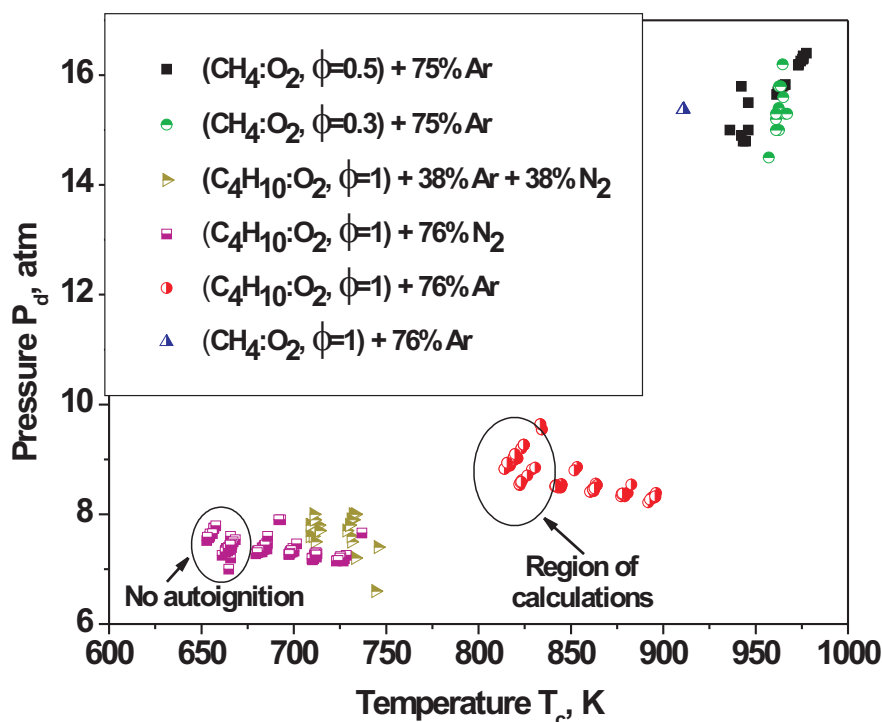 (CH4:O2, ϕ=0.5) + 75% Ar
(CH4:O2, ϕ=0.3) + 75% Ar
(C4H10:O2, ϕ=1) + 38% Ar + 38% N2
(C4H10:O2, ϕ=1) + 76% N2
(C4H10:O2, ϕ=1) + 76% Ar
(CH4:O2, ϕ=1) + 76% Ar
Pressure Pd, atm
16
14
12
10
8
6
No autoignition
Region of
calculations
600 650 700 750 800 850 900 950 1000
Temperature Tc, K